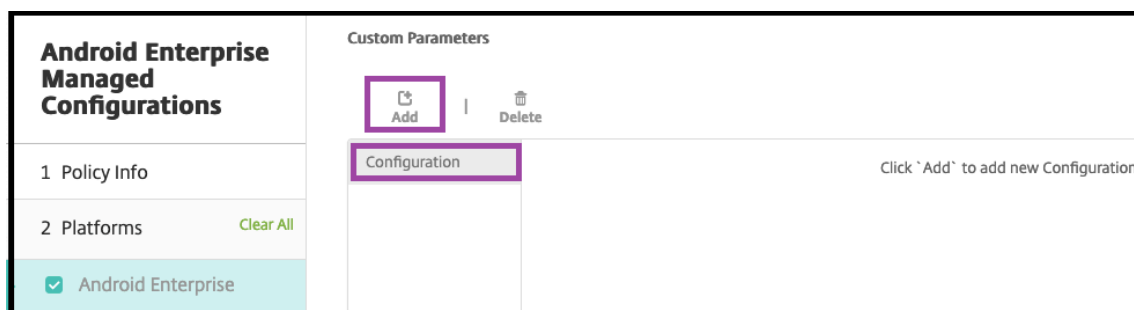 Android Enterprise
Managed
Configurations
1 Policy Info
2 Platforms
Clear All
Android Enterprise
Custom Parameters
Add
Delete
Configuration
Click `Add` to add new Configuration